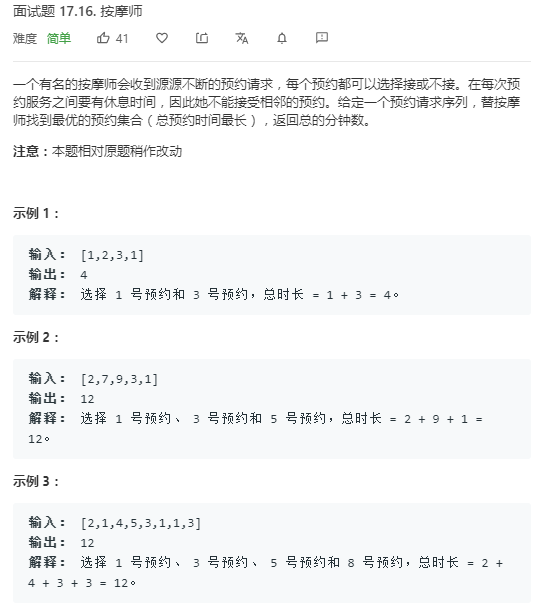 面试题 17.16. 按摩师
难度 简单 41
一个有名的按摩师会收到源源不断的预约请求，每个预约都可以选择接或不接。在每次预
约服务之间要有休息时间，因此她不能接受相邻的预约。给定一个预约请求序列，替按摩
师找到最优的预约集合（总预约时间最长），返回总的分钟数。
注意：本题相对原题稍作改动
示例 1：
输入： [1,2,3,1]
输出： 4
解释： 选择 1 号预约和 3 号预约，总时长 = 1 + 3 = 4。
示例 2：
输入： [2,7,9,3,1]
输出： 12
解释： 选择 1 号预约、 3 号预约和 5 号预约，总时长 = 2 + 9 + 1 =
12。
示例 3：
输入： [2,1,4,5,3,1,1,3]
输出： 12
解释： 选择 1 号预约、 3 号预约、 5 号预约和 8 号预约，总时长 = 2 +
4 + 3 + 3 = 12。